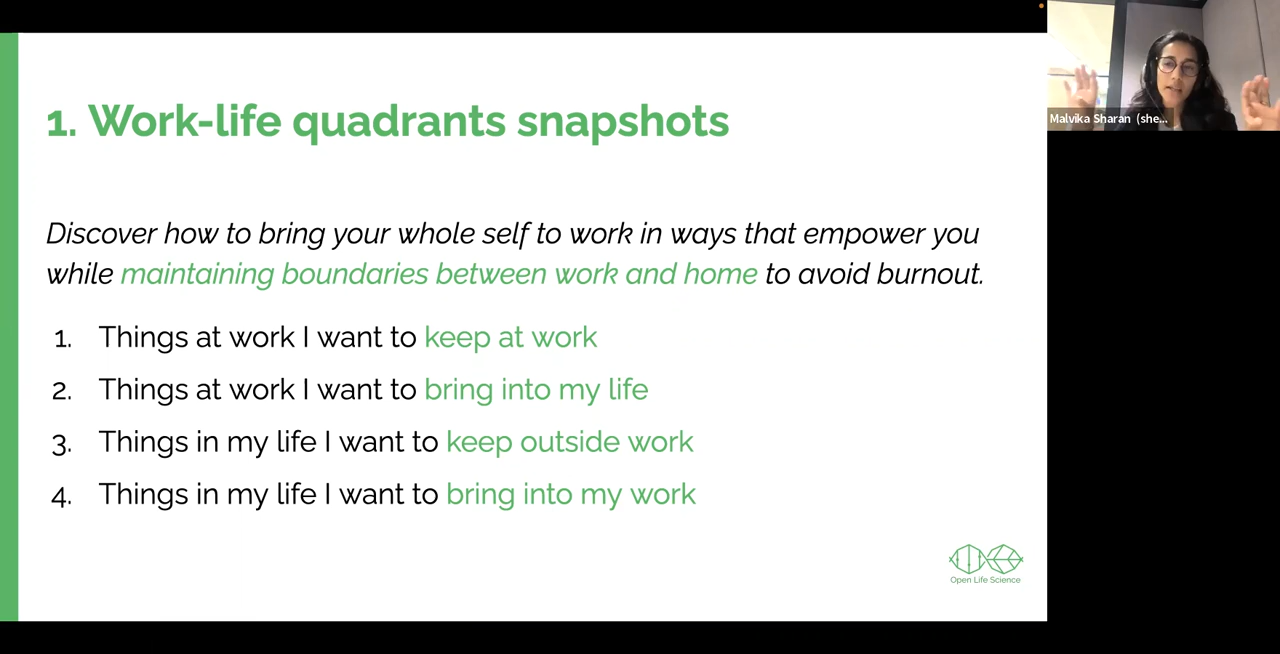 1. Work-life quadrants snapshots
Discover how to bring your whole self to work in ways that empower you
while maintaining boundaries between work and home to avoid burnout.
1. Things at work I want to keep at work
2. Things at work I want to bring into my life
3. Things in my life I want to keep outside work
4. Things in my life I want to bring into my work
Open Life Science
Malvika Sharan (she...